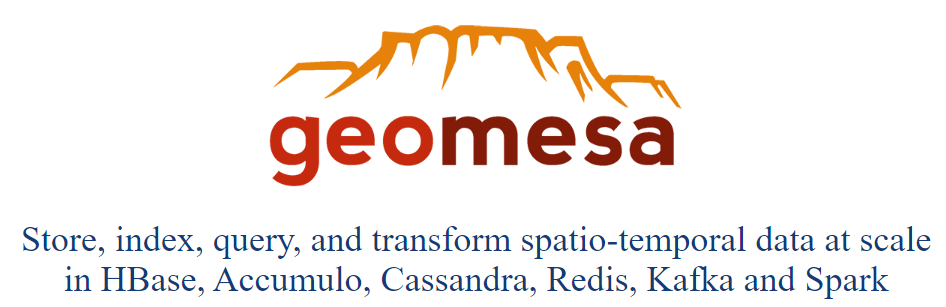 geomesa
Store, index, query, and transform spatio-temporal data at scale
in HBase, Accumulo, Cassandra, Redis, Kafka and Spark